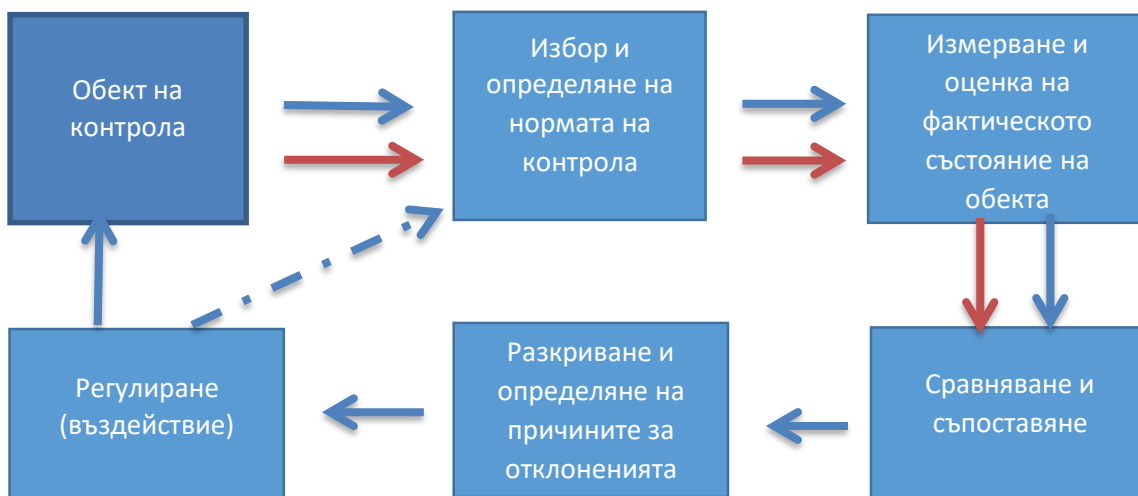 Обект на
контрола
Избор и
определяне на
нормата на
контрола
Измерване и
оценка на
фактическото
състояние на
обекта
Регулиране
(въздействие)
Разкриване и
определяне на
причините за
отклоненията
Сравняване и
съпоставяне